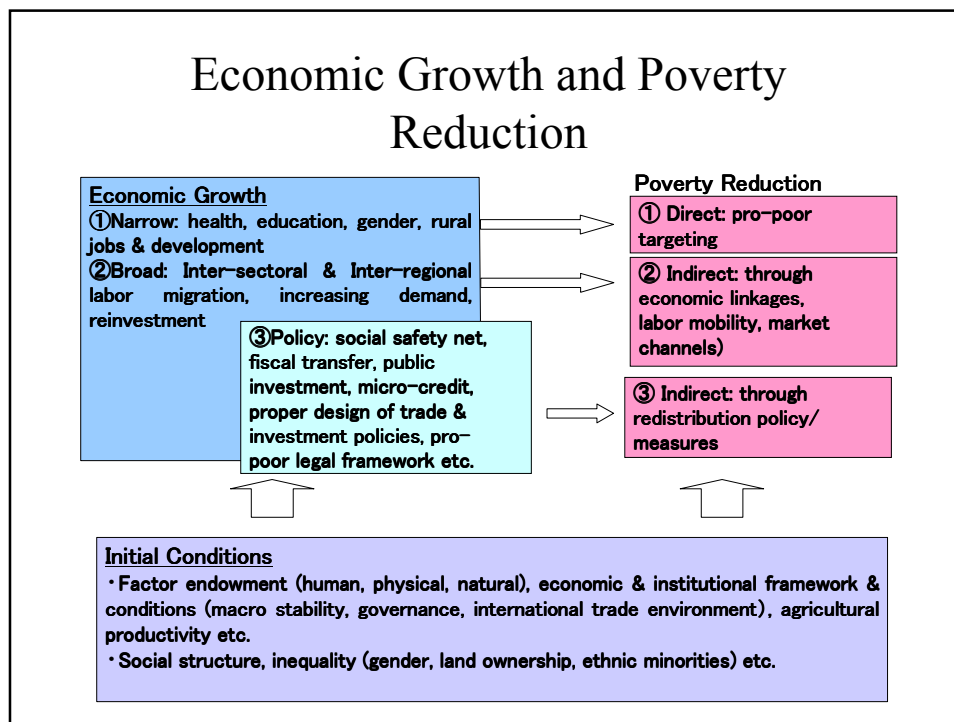 Economic Growth and Poverty
Reduction
Economic Growth
①Narrow: health, education, gender, rural
jobs & development
②Broad: Inter-sectoral & Inter-regional
labor migration, increasing demand,
reinvestment
③Policy: social safety net,
fiscal transfer, public
investment, micro-credit,
proper design of trade &
investment policies, pro-
poor legal framework etc.
Poverty Reduction
① Direct: pro-poor
targeting
② Indirect: through
economic linkages,
labor mobility, market
channels)
③ Indirect: through
redistribution policy/
measures
Initial Conditions
・Factor endowment (human, physical, natural), economic & institutional framework &
conditions (macro stability, governance, international trade environment), agricultural
productivity etc.
・Social structure, inequality (gender, land ownership, ethnic minorities) etc.